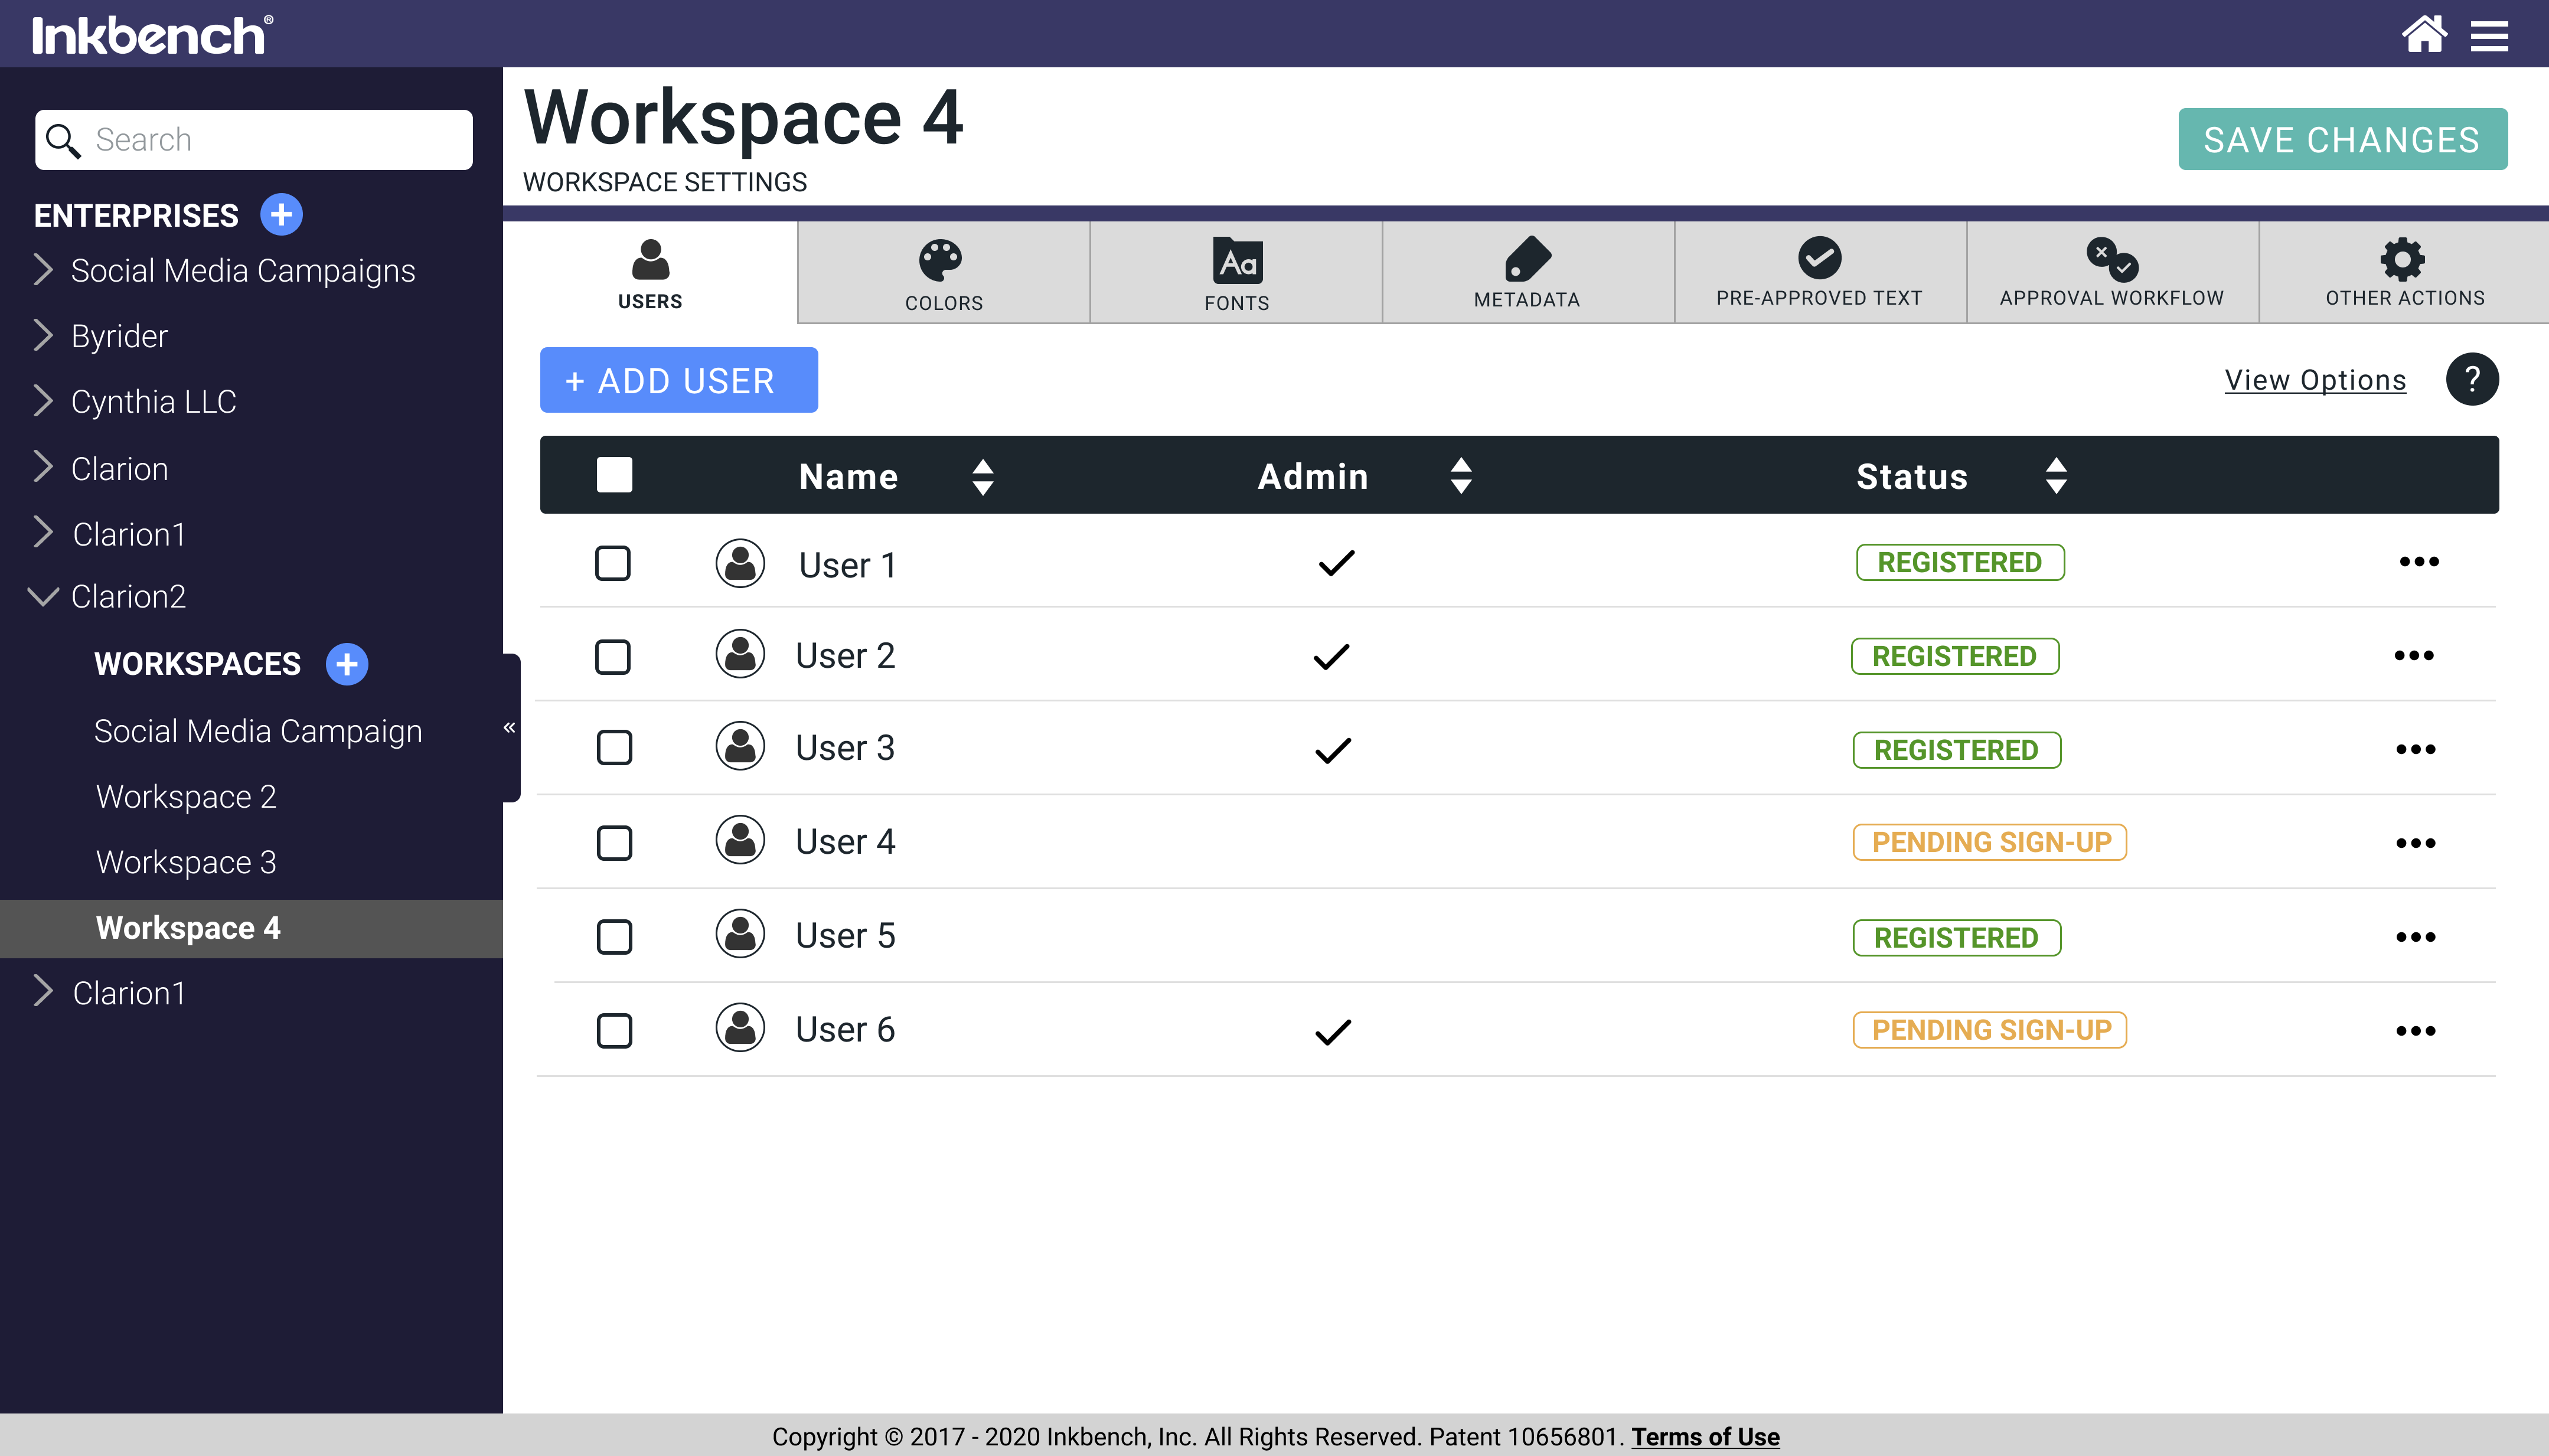 Inkbench®
Search
ENTERPRISES +
Social Media Campaigns
Byrider
Cynthia LLC
Clarion
Clarion1
Clarion2
WORKSPACES +
Social Media Campaign
Workspace 2
Workspace 3
Workspace 4
Clarion1
«
Workspace 4
WORKSPACE SETTINGS
SAVE CHANGES
USERS
COLORS
Aa
FONTS
METADATA
PRE-APPROVED TEXT
APPROVAL WORKFLOW
OTHER ACTIONS
+ ADD USER
View Options
?
Name Admin Status
User 1 REGISTERED
User 2 REGISTERED
User 3 REGISTERED
User 4 PENDING SIGN-UP
User 5 REGISTERED
User 6 PENDING SIGN-UP
Copyright © 2017 - 2020 Inkbench, Inc. All Rights Reserved. Patent 10656801. Terms of Use